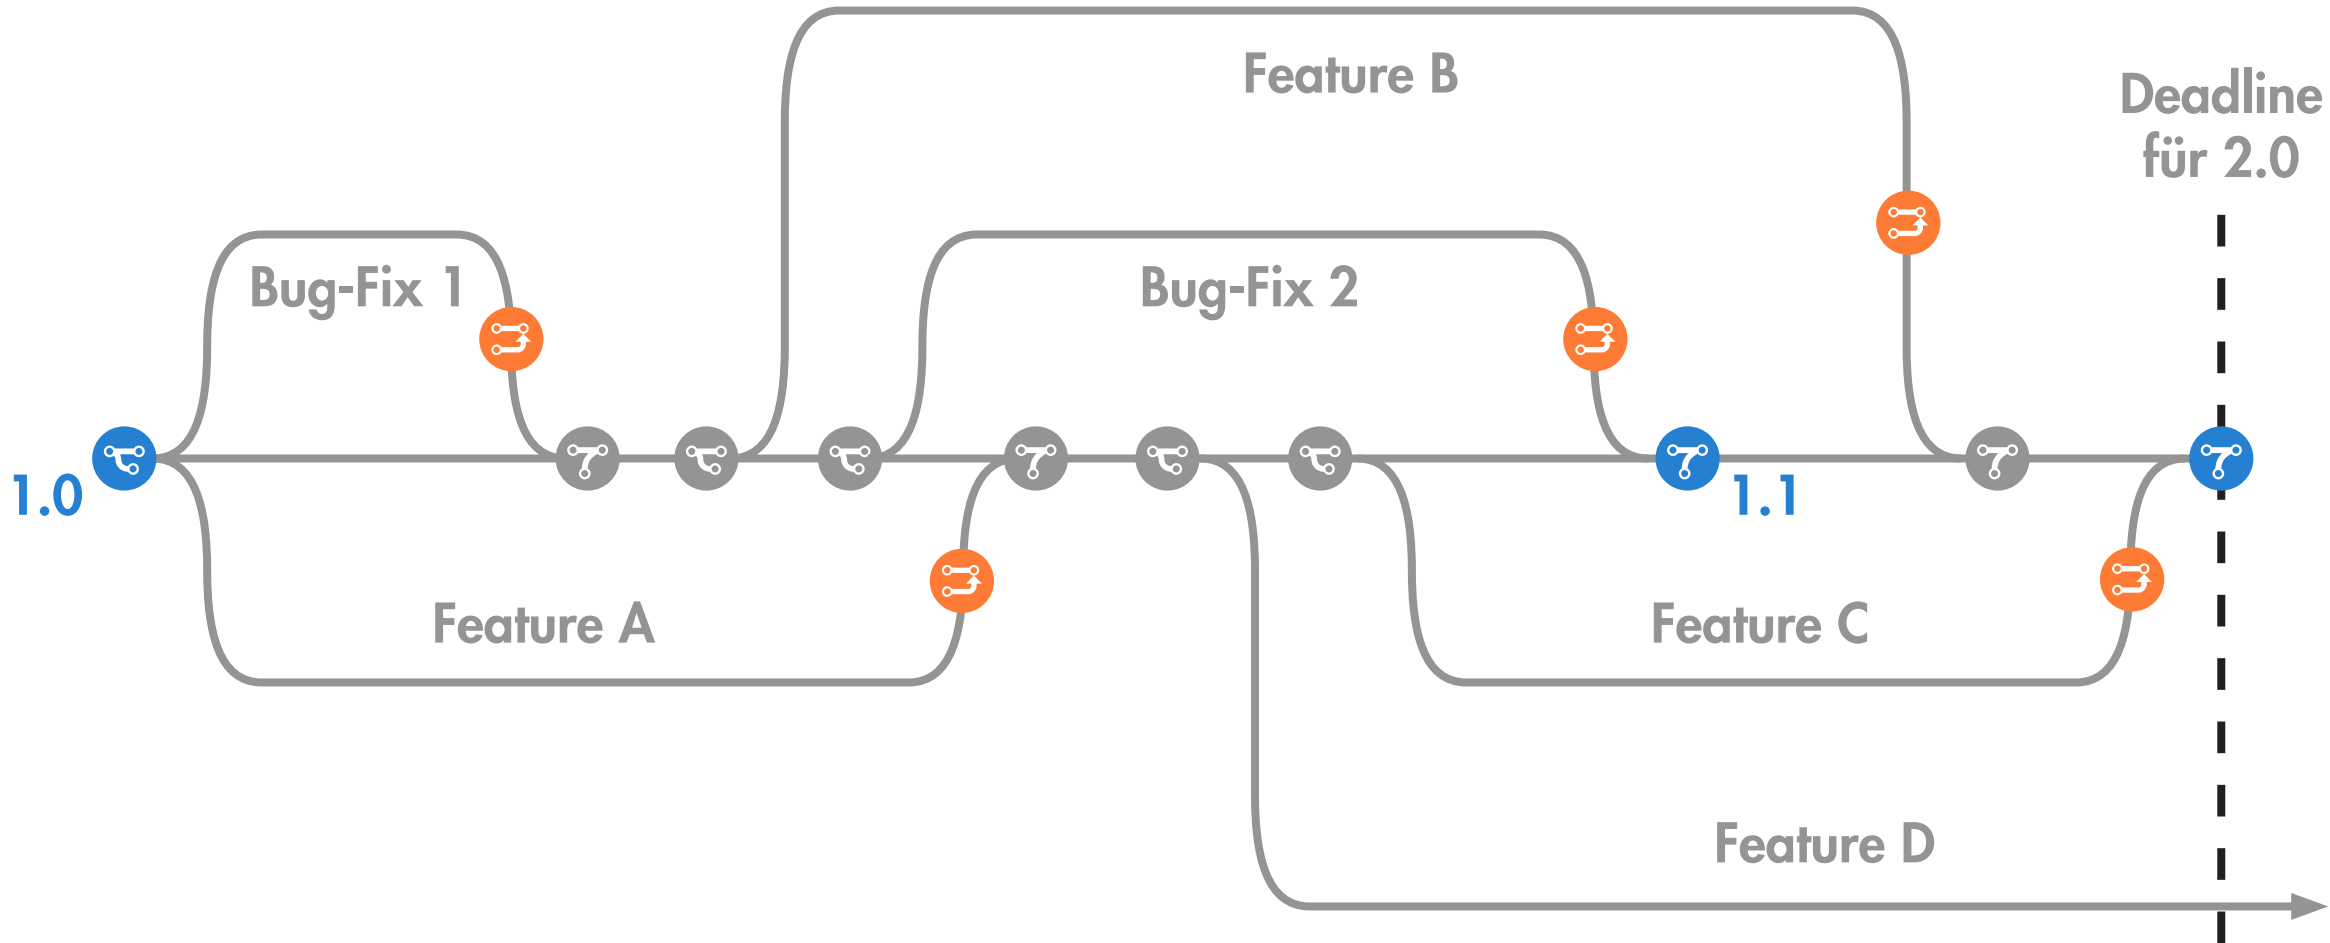 Feature B
Deadline
für 2.0
Bug-Fix 1
Bug-Fix 2
1.0
1.1
Feature A
Feature C
Feature D